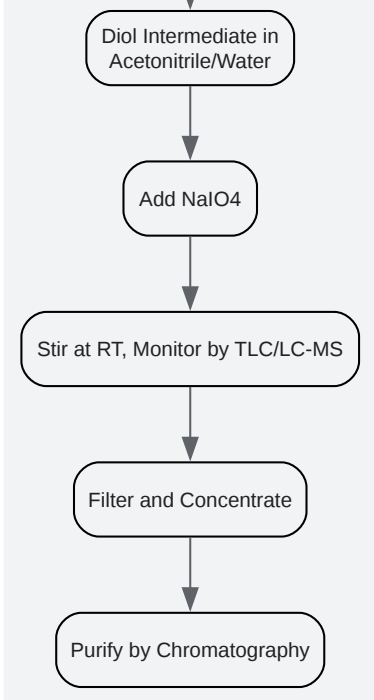 Diol Intermediate in
Acetonitrile/Water
Add NaIO4
Stir at RT, Monitor by TLC/LC-MS
Filter and Concentrate
Purify by Chromatography